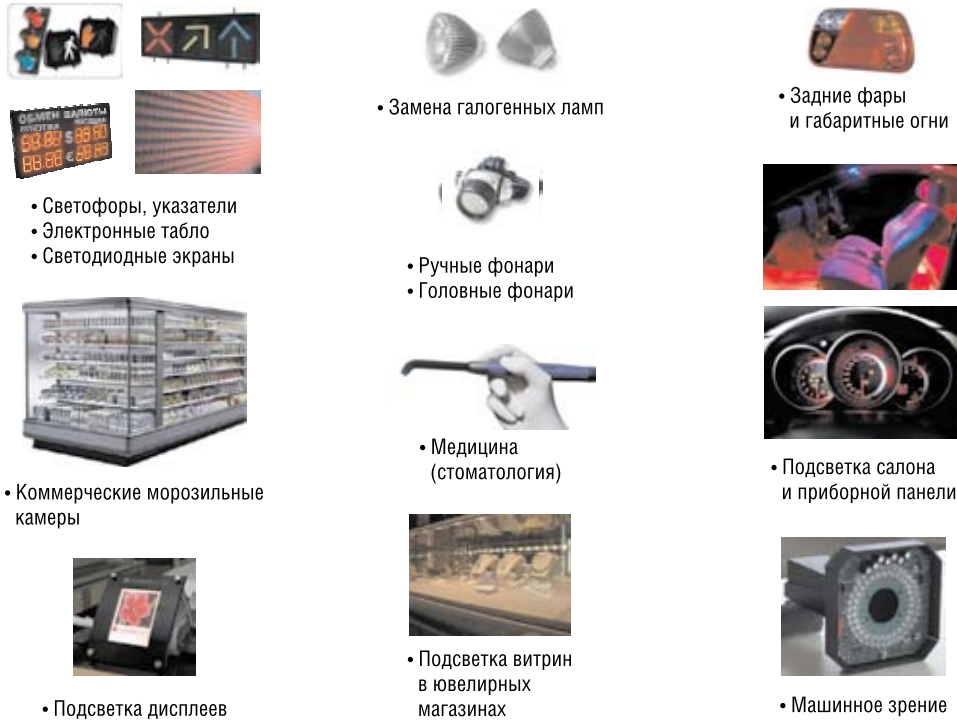 ОБМЕН ВАЛЮТЫ
• Светофоры, указатели
• Электронные табло
• Светодиодные экраны
• Коммерческие морозильные
камеры
• Подсветка дисплеев
• Замена галогенных ламп
• Ручные фонари
• Головные фонари
• Медицина
(стоматология)
• Подсветка витрин
в ювелирных
магазинах
• Задние фары
и габаритные огни
• Подсветка салона
и приборной панели
• Машинное зрение